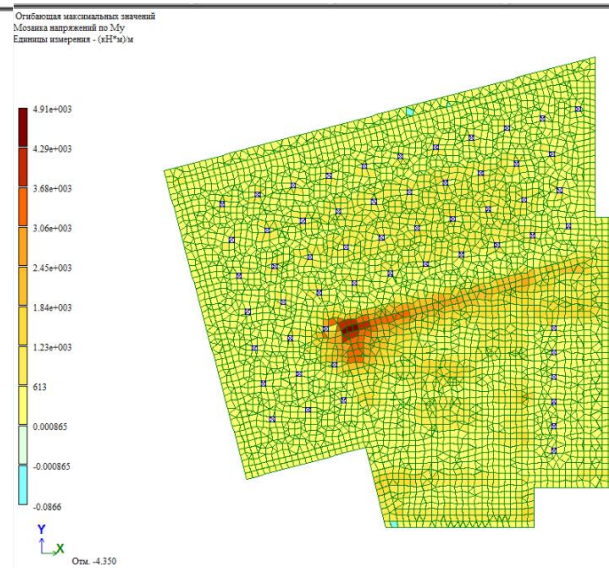 Огибающая максимальных значений
Мозаика напряжений по My
Единицы измерения - (кН*м)/м
4.91e+003
4.29e+003
3.68e+003
3.06e+003
2.45e+003
1.84e+003
1.23e+003
613
0.000865
-0.000865
-0.0866
Y
X
Отм. -4.350